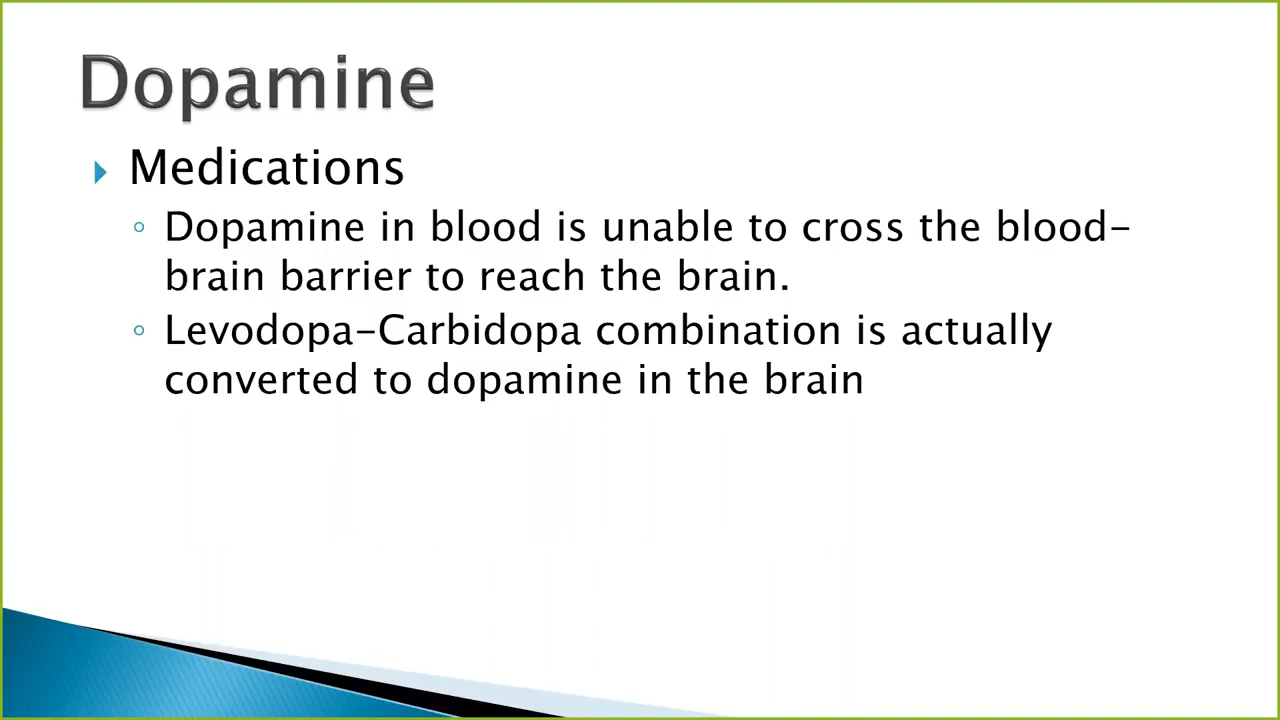 Dopamine
Medications
Dopamine in blood is unable to cross the blood-
brain barrier to reach the brain.
Levodopa-Carbidopa combination is actually
converted to dopamine in the brain